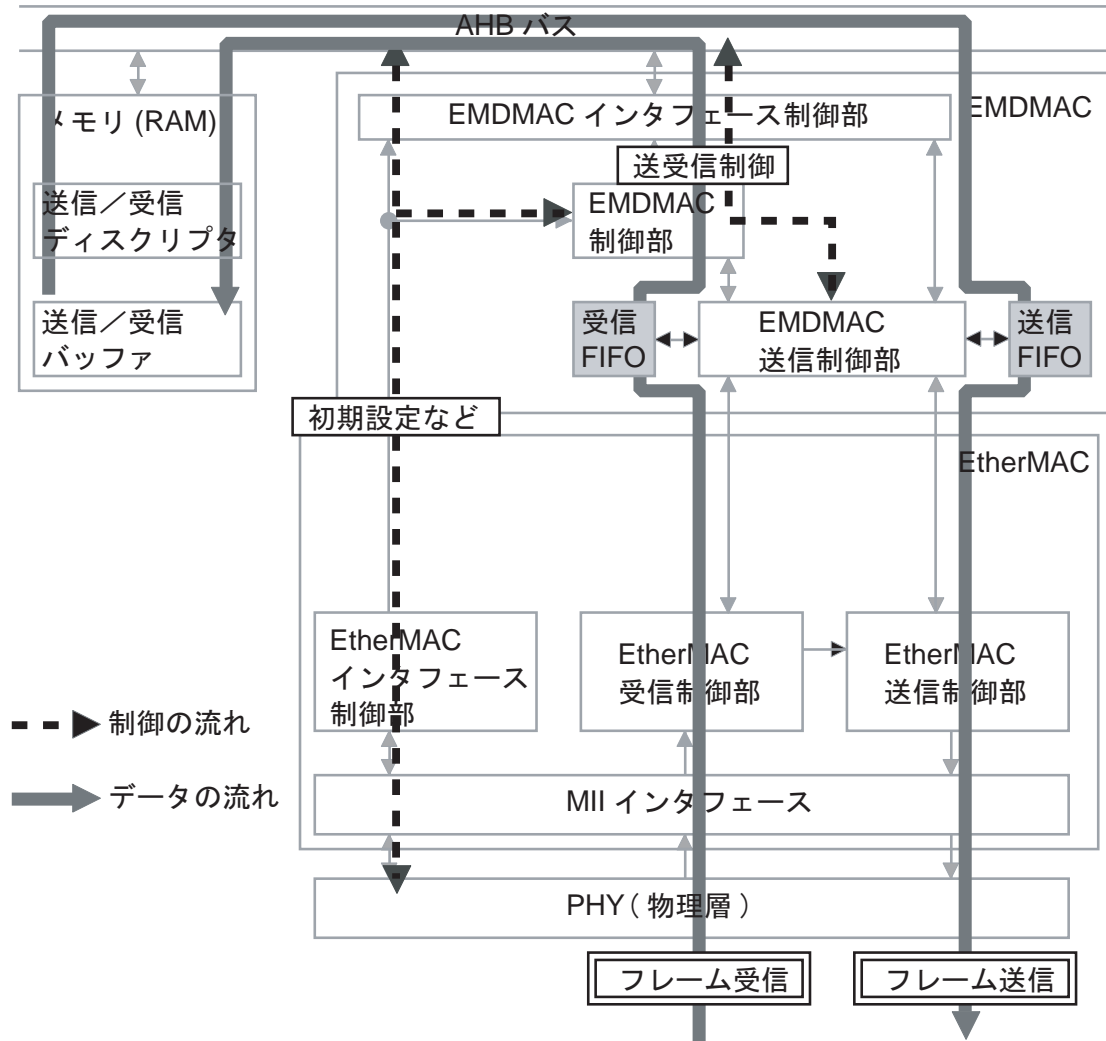 AHB バス
メモリ (RAM)
EMDMAC インタフェース制御部
EMDMAC
送受信制御
送信／受信
ディスクリプタ
EMDMAC
制御部
送信／受信
バッファ
受信
FIFO
EMDMAC
送信制御部
送信
FIFO
初期設定など
EtherMAC
EtherMAC
インタフェース
制御部
EtherMAC
受信制御部
EtherMAC
送信制御部
制御の流れ
データの流れ
MII インタフェース
PHY ( 物理層 )
フレーム受信
フレーム送信